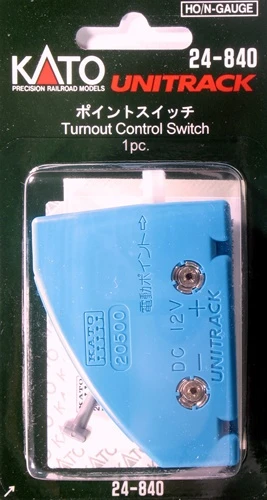 HO/N-GAUGE
KATO
PRECISION RAILROAD MODELS
24-840
UNITRACK
ポイントスイッチ
Turnout Control Switch
1pc.
電動ポイント⇨
KATO
20500
DC 12V
+
−
UNITRACK
24-840